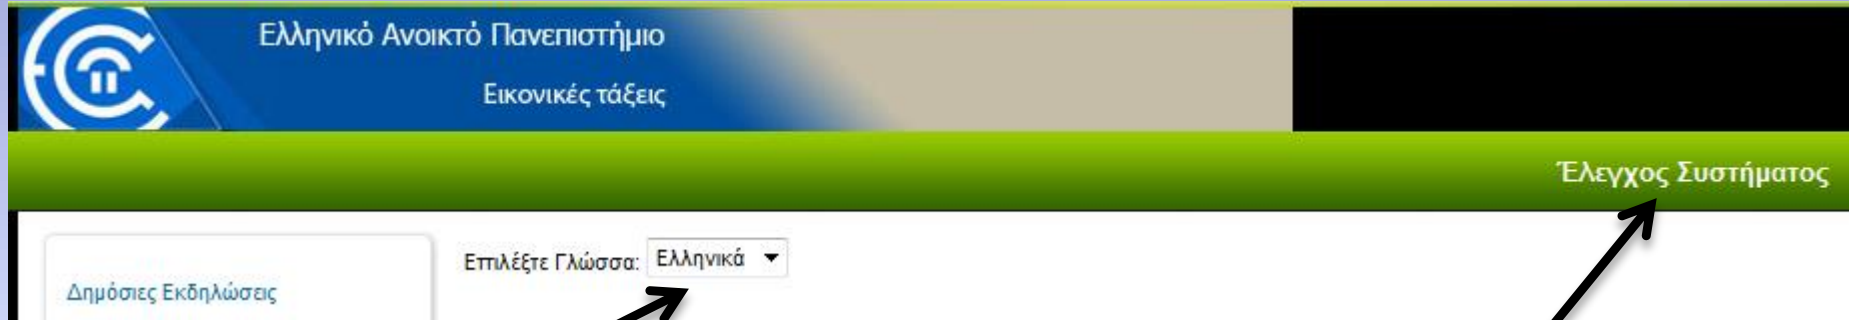 Ελληνικό Ανοικτό Πανεπιστήμιο
Εικονικές τάξεις
Έλεγχος Συστήματος
Επιλέξτε Γλώσσα: Ελληνικά
Δημόσιες Εκδηλώσεις